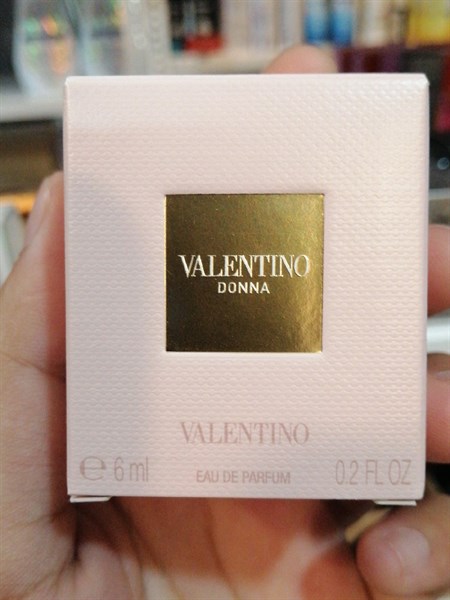 VALENTINO
DONNA
VALENTINO
℮ 6 ml EAU DE PARFUM 0.2 FL OZ